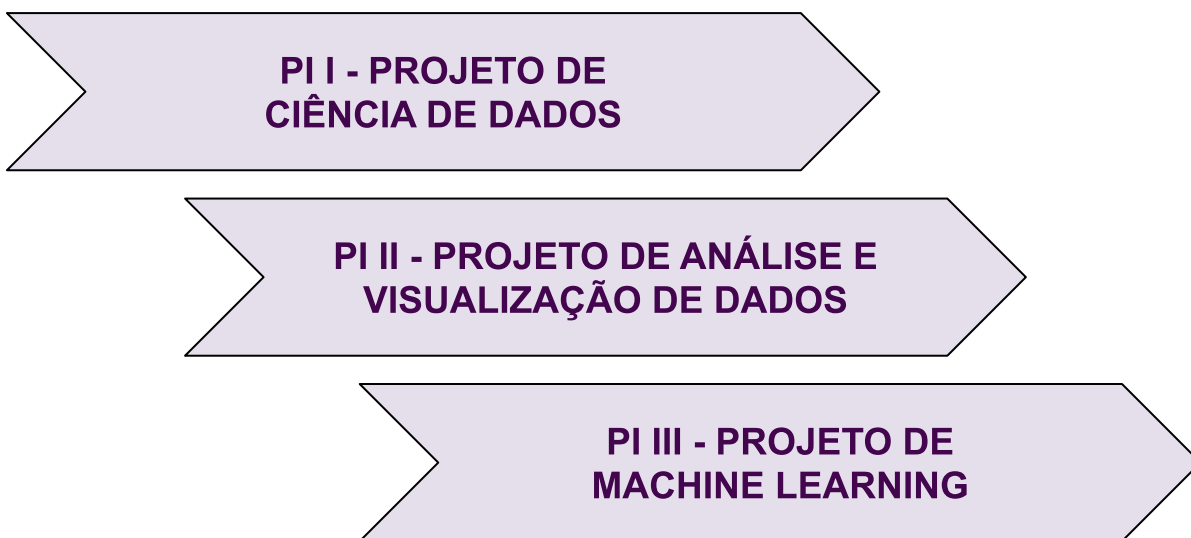 PI I - PROJETO DE
CIÊNCIA DE DADOS
PI II - PROJETO DE ANÁLISE E
VISUALIZAÇÃO DE DADOS
PI III - PROJETO DE
MACHINE LEARNING